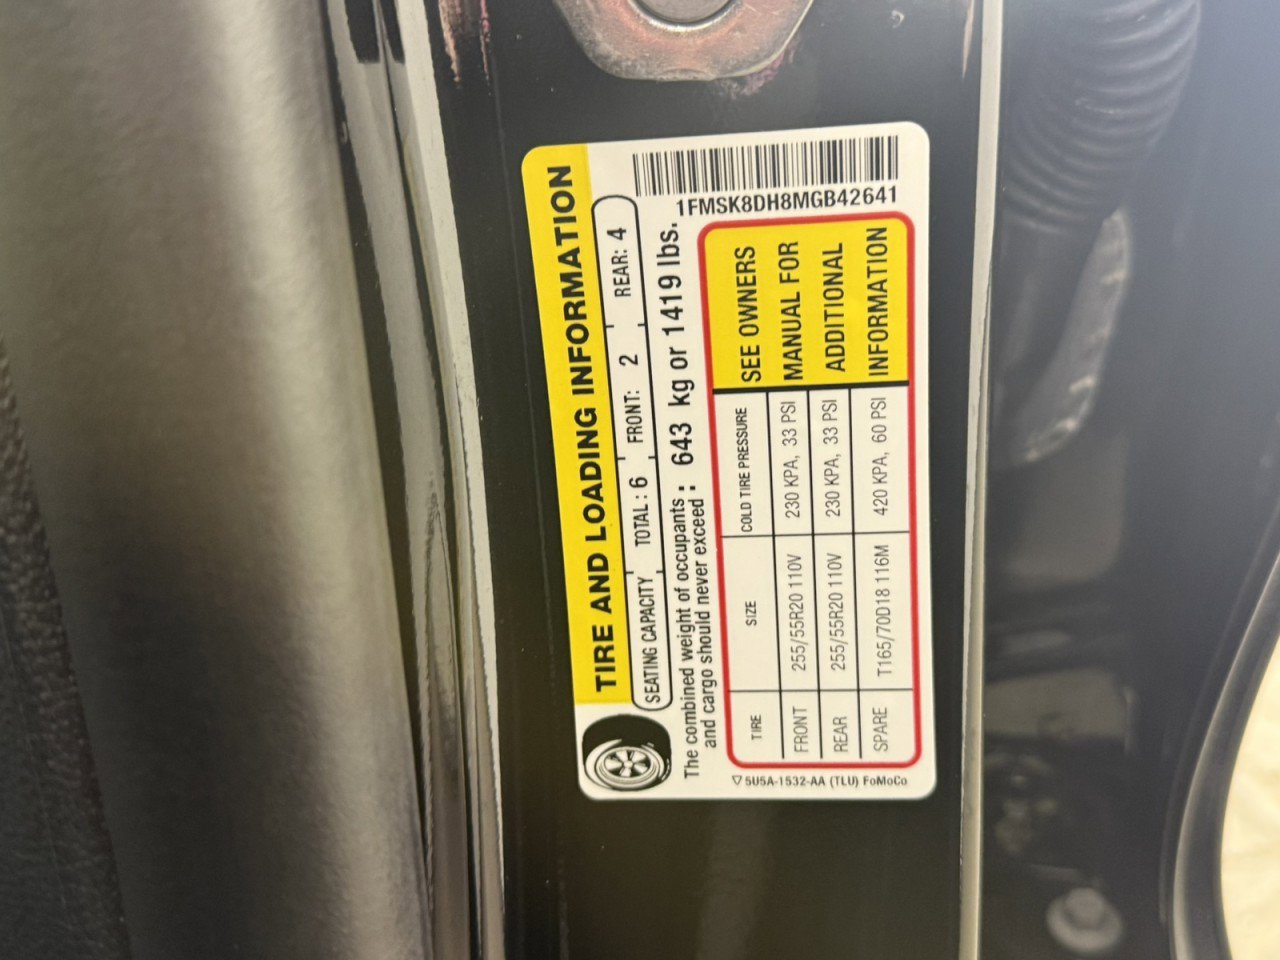 TIRE AND LOADING INFORMATION
SEATING CAPACITY TOTAL : 6 FRONT: 2 REAR: 4
The combined weight of occupants and cargo should never exceed : 643 kg or 1419 lbs.
1FMSK8DH8MGB42641
TIRE SIZE COLD TIRE PRESSURE
FRONT 255/55R20 110V 230 KPA, 33 PSI
REAR 255/55R20 110V 230 KPA, 33 PSI
SPARE T165/70D18 116M 420 KPA, 60 PSI
SEE OWNERS
MANUAL FOR
ADDITIONAL
INFORMATION
5U5A-1532-AA (TLU) FoMoCo